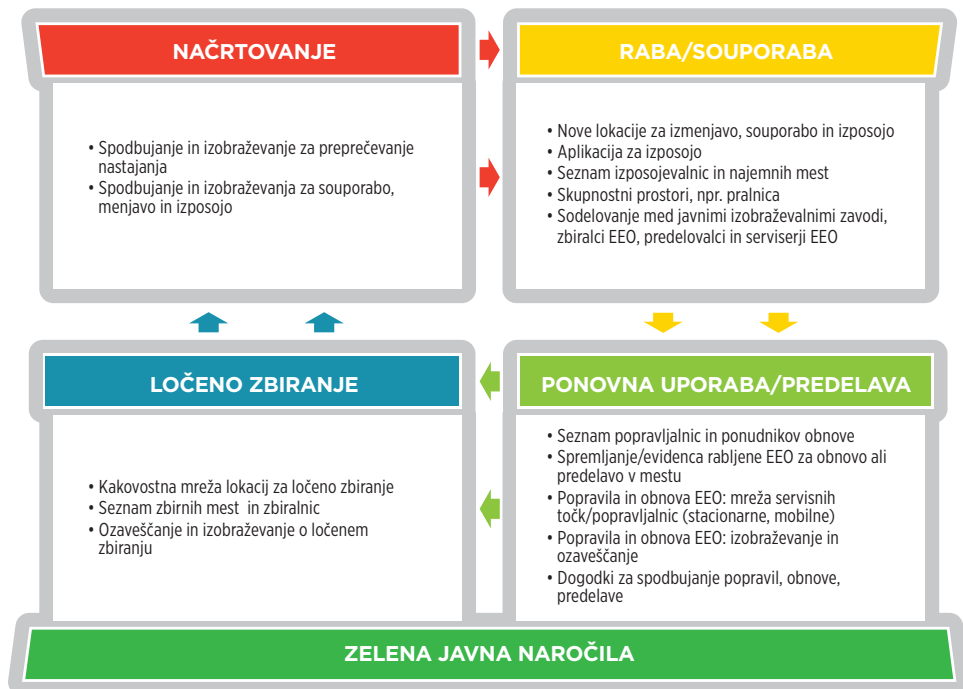 NAČRTOVANJE
• Spodbujanje in izobraževanje za preprečevanje
nastajanja
• Spodbujanje in izobraževanja za souporabo,
menjavo in izposojo
RABA/SOUPORABA
• Nove lokacije za izmenjavo, souporabo in izposojo
• Aplikacija za izposojo
• Seznam izposojevalnic in najemnih mest
• Skupnostni prostori, npr. pralnica
• Sodelovanje med javnimi izobraževalnimi zavodi,
zbiralci EEO, predelovalci in serviserji EEO
LOČENO ZBIRANJE
• Kakovostna mreža lokacij za ločeno zbiranje
• Seznam zbirnih mest in zbiralnic
• Ozaveščanje in izobraževanje o ločenem
zbiranju
PONOVNA UPORABA/PREDELAVA
• Seznam popravljalnic in ponudnikov obnove
• Spremljanje/evidenca rabljene EEO za obnovo ali
predelavo v mestu
• Popravila in obnova EEO: mreža servisnih
točk/popravljalnic (stacionarne, mobilne)
• Popravila in obnova EEO: izobraževanje in
ozaveščanje
• Dogodki za spodbujanje popravil, obnove,
predelave
ZELENA JAVNA NAROČILA